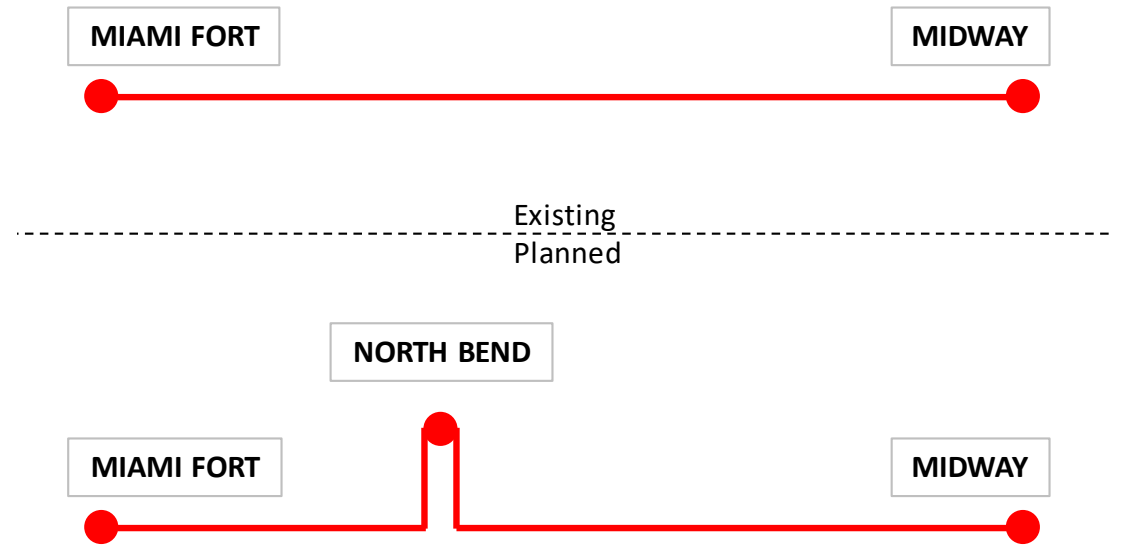 MIAMI FORT
MIDWAY
Existing
Planned
NORTH BEND
MIAMI FORT
MIDWAY